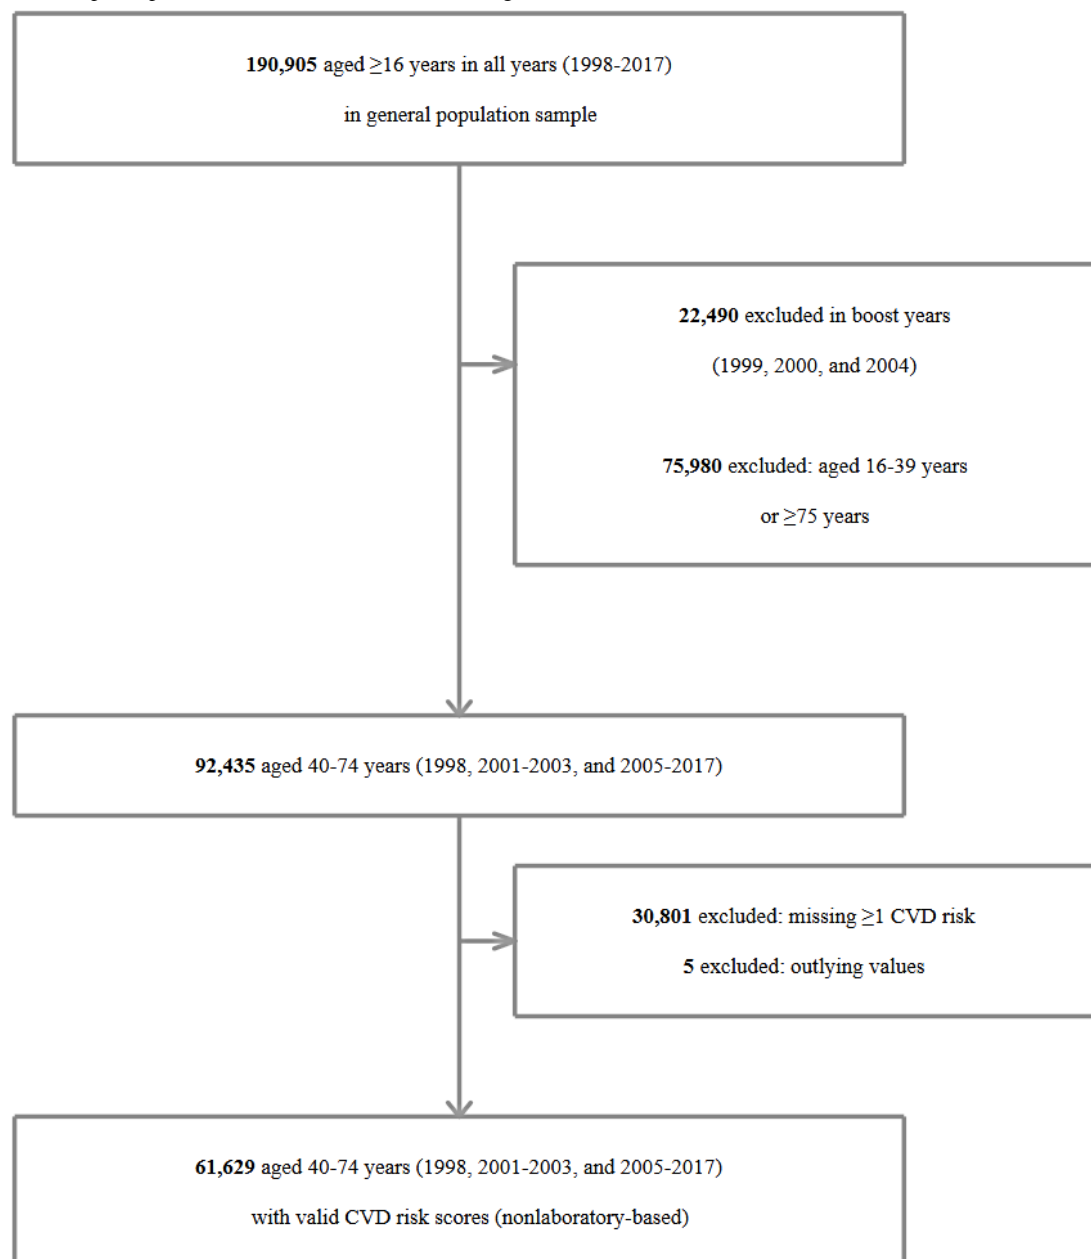 190,905 aged ≥16 years in all years (1998-2017)
in general population sample
22,490 excluded in boost years
(1999, 2000, and 2004)
75,980 excluded: aged 16-39 years
or ≥75 years
92,435 aged 40-74 years (1998, 2001-2003, and 2005-2017)
30,801 excluded: missing ≥1 CVD risk
5 excluded: outlying values
61,629 aged 40-74 years (1998, 2001-2003, and 2005-2017)
with valid CVD risk scores (nonlaboratory-based)